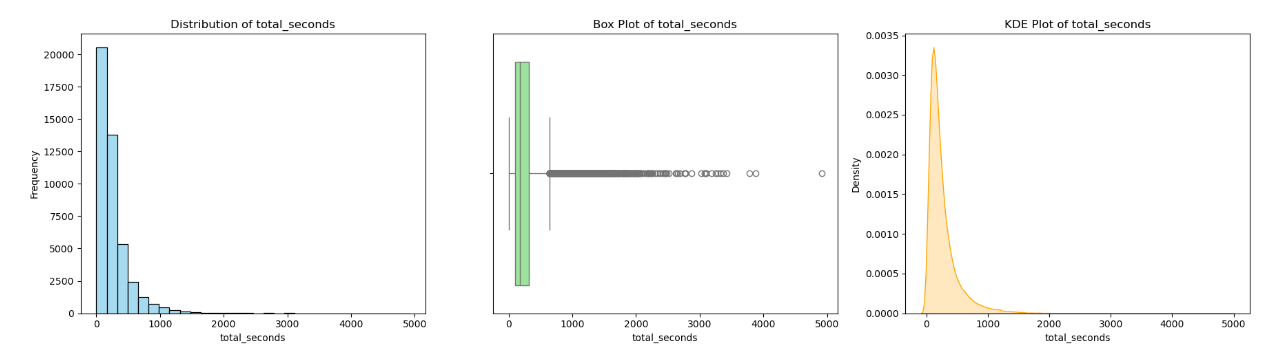 Distribution of total_seconds
Frequency
20000
17500
15000
12500
10000
7500
5000
2500
0
0 1000 2000 3000 4000 5000
total_seconds
Box Plot of total_seconds
0 1000 2000 3000 4000 5000
total_seconds
KDE Plot of total_seconds
Density
0.0035
0.0030
0.0025
0.0020
0.0015
0.0010
0.0005
0.0000
0 1000 2000 3000 4000 5000
total_seconds